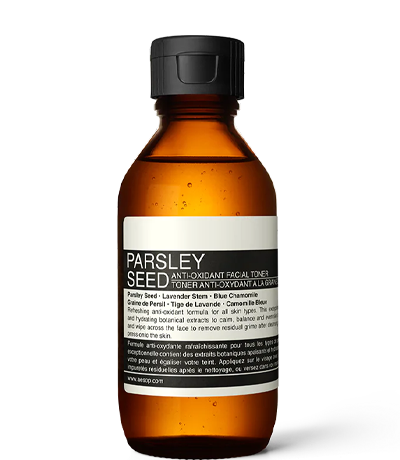 PARSLEY
SEED ANTI-OXIDANT FACIAL TONER
TONER ANTI-OXYDANT A LA GRAIN
Parsley Seed · Lavender Stem · Blue Chamomile
Graine de Persil · Tige de Lavande · Camomille Bleue
Refreshing anti-oxidant formula for all skin types. This
and hydrating botanical extracts to calm, balance and
and wipe across the face to remove residual grime after
press onto the skin.
Formule anti-oxydante rafraîchissante pour tous les types
exceptionnelle contient des extraits botaniques apaisant et
votre peau et égaliser votre teint. Appliquez sur le visage
impuretés résiduelles après le nettoyage, ou versez dans vos
www.aesop.com